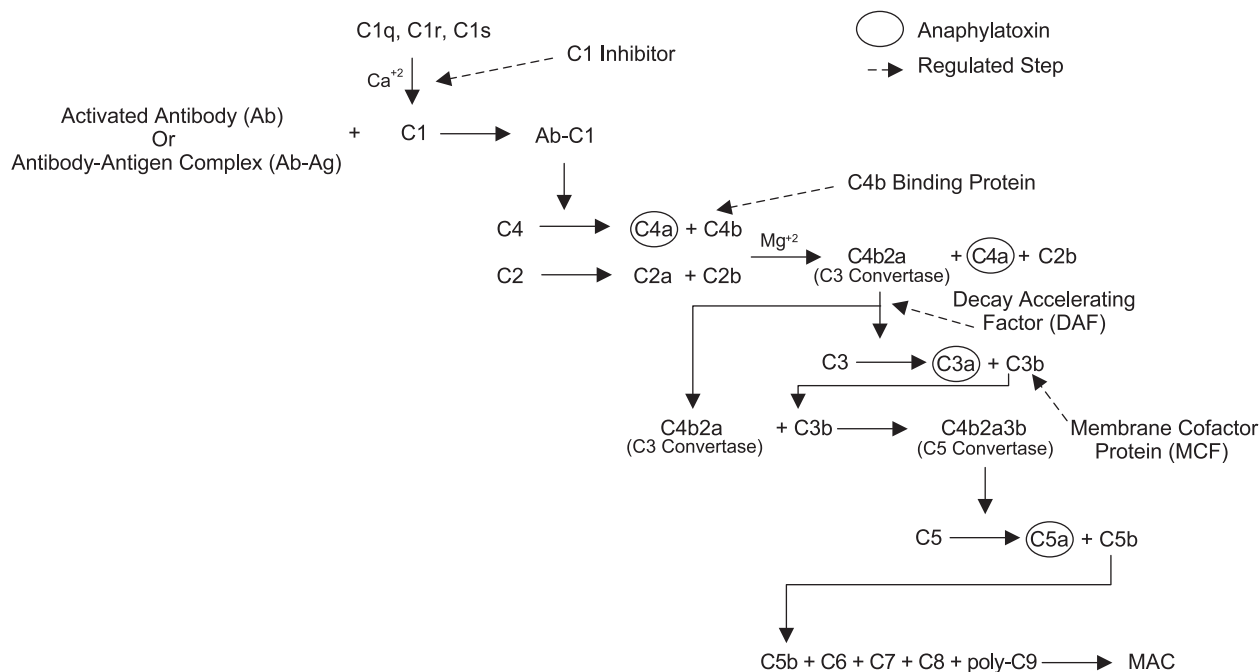 C1q, C1r, C1s
Anaphylatoxin
C1 Inhibitor
Regulated Step
Ca+2
Activated Antibody (Ab)
Or
Antibody-Antigen Complex (Ab-Ag)
+ C1 Ab-C1
C4b Binding Protein
C4 C4a + C4b
Mg+2
C4b2a + C4a + C2b
(C3 Convertase)
C2 C2a + C2b
Decay Accelerating
Factor (DAF)
C3 C3a + C3b
C4b2a + C3b C4b2a3b
(C3 Convertase) (C5 Convertase)
Membrane Cofactor
Protein (MCF)
C5 C5a + C5b
C5b + C6 + C7 + C8 + poly-C9 MAC